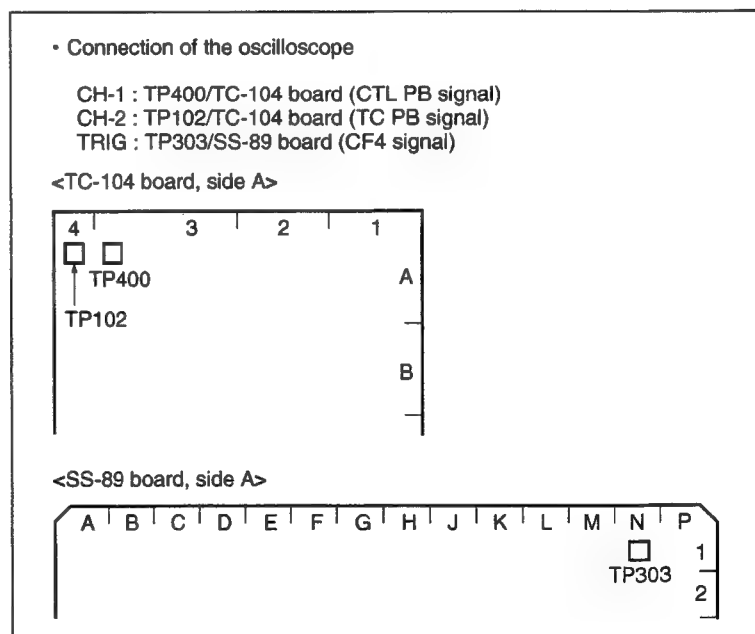 • Connection of the oscilloscope
CH-1 : TP400/TC-104 board (CTL PB signal)
CH-2 : TP102/TC-104 board (TC PB signal)
TRIG : TP303/SS-89 board (CF4 signal)
<TC-104 board, side A>
4 3 2 1
TP400
A
TP102
B
<SS-89 board, side A>
A B C D E F G H J K L M N P
1
TP303
2